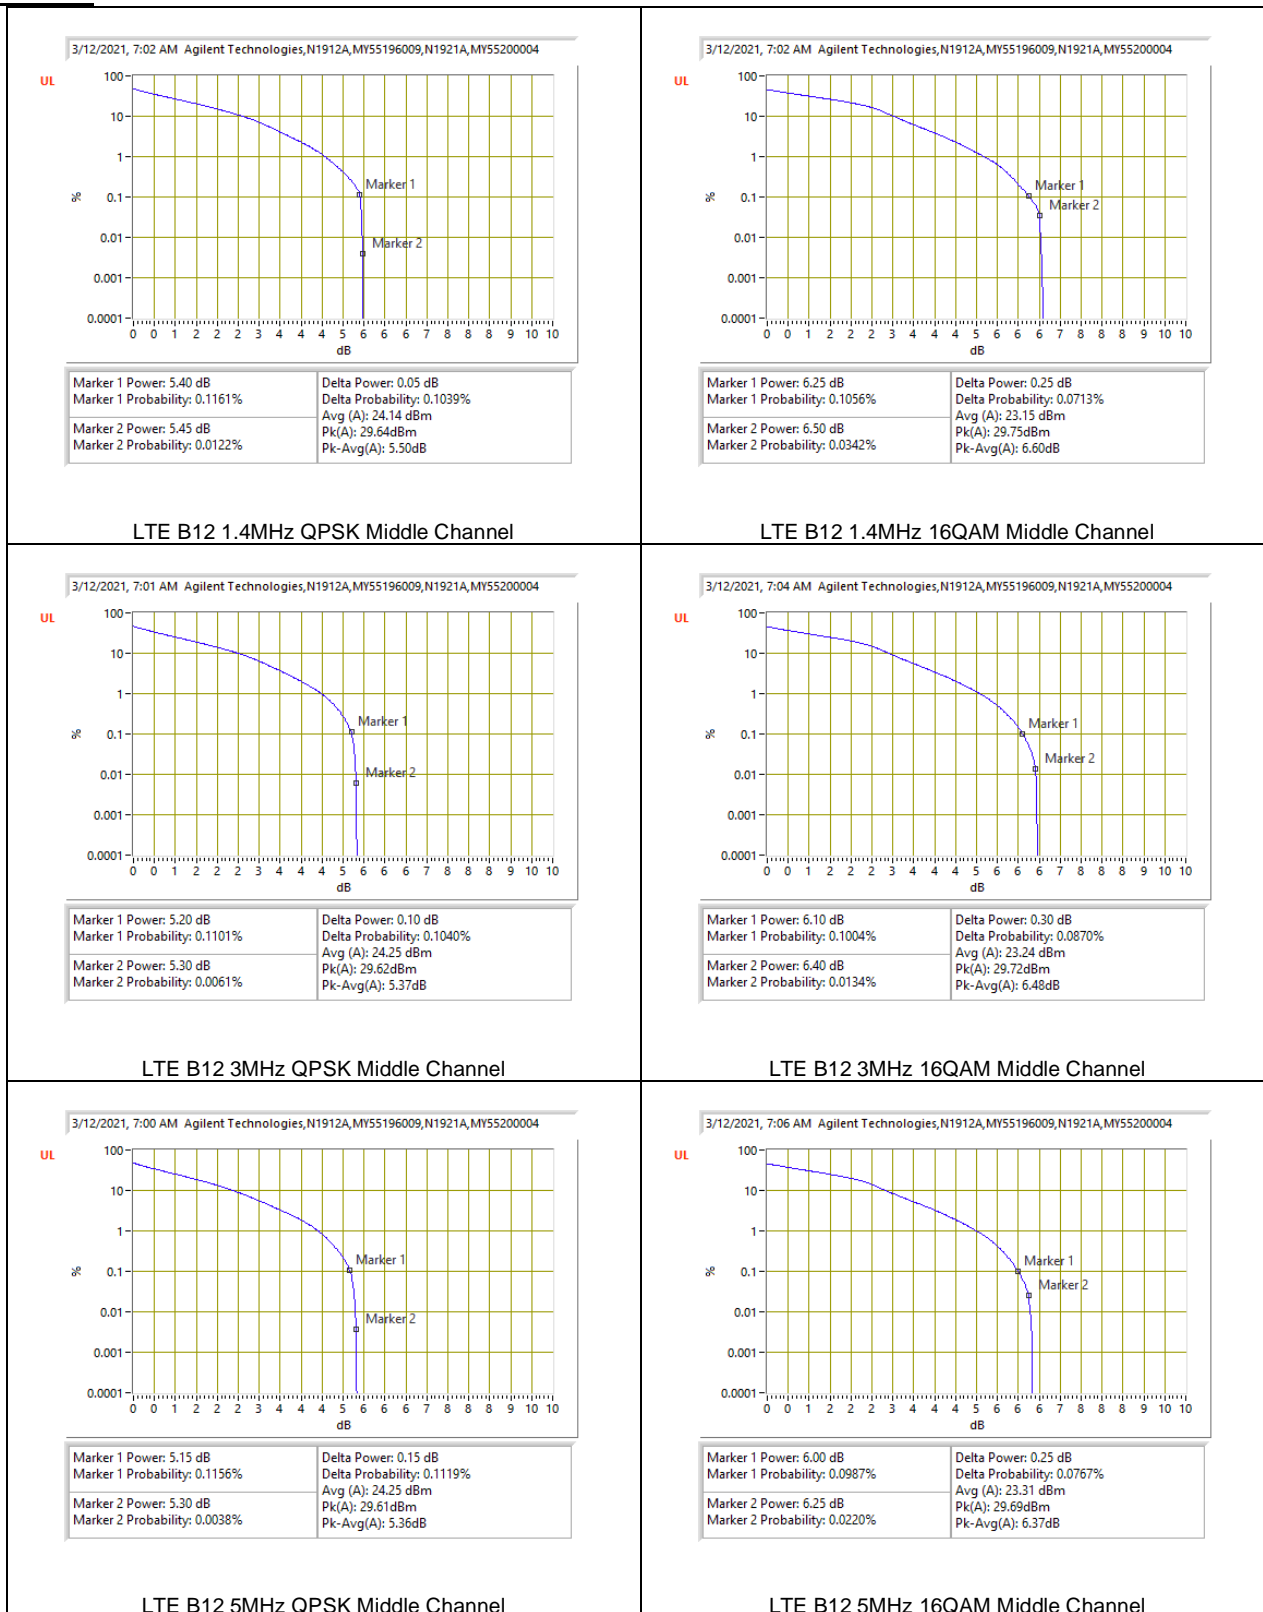 3/12/2021, 7:02 AM Agilent Technologies,N1912A,MY55196009,N1921A,MY55200004
UL
100
10
1
0.1
0.01
0.001
0.0001
%
Marker 1
Marker 2
0 0 1 2 2 2 3 4 4 4 5 6 6 6 7 8 8 8 9 10 10
dB
Marker 1 Power: 5.40 dB
Marker 1 Probability: 0.1161%
Marker 2 Power: 5.45 dB
Marker 2 Probability: 0.0122%
Delta Power: 0.05 dB
Delta Probability: 0.1039%
Avg (A): 24.14 dBm
Pk(A): 29.64dBm
Pk-Avg(A): 5.50dB
LTE B12 1.4MHz QPSK Middle Channel
3/12/2021, 7:02 AM Agilent Technologies,N1912A,MY55196009,N1921A,MY55200004
UL
100
10
1
0.1
0.01
0.001
0.0001
%
Marker 1
Marker 2
0 0 1 2 2 2 3 4 4 4 5 6 6 6 7 8 8 8 9 10 10
dB
Marker 1 Power: 6.25 dB
Marker 1 Probability: 0.1056%
Marker 2 Power: 6.50 dB
Marker 2 Probability: 0.0342%
Delta Power: 0.25 dB
Delta Probability: 0.0713%
Avg (A): 23.15 dBm
Pk(A): 29.75dBm
Pk-Avg(A): 6.60dB
LTE B12 1.4MHz 16QAM Middle Channel
3/12/2021, 7:01 AM Agilent Technologies,N1912A,MY55196009,N1921A,MY55200004
UL
100
10
1
0.1
0.01
0.001
0.0001
%
Marker 1
Marker 2
0 0 1 2 2 2 3 4 4 4 5 6 6 6 7 8 8 8 9 10 10
dB
Marker 1 Power: 5.20 dB
Marker 1 Probability: 0.1101%
Marker 2 Power: 5.30 dB
Marker 2 Probability: 0.0061%
Delta Power: 0.10 dB
Delta Probability: 0.1040%
Avg (A): 24.25 dBm
Pk(A): 29.62dBm
Pk-Avg(A): 5.37dB
LTE B12 3MHz QPSK Middle Channel
3/12/2021, 7:04 AM Agilent Technologies,N1912A,MY55196009,N1921A,MY55200004
UL
100
10
1
0.1
0.01
0.001
0.0001
%
Marker 1
Marker 2
0 0 1 2 2 2 3 4 4 4 5 6 6 6 7 8 8 8 9 10 10
dB
Marker 1 Power: 6.10 dB
Marker 1 Probability: 0.1004%
Marker 2 Power: 6.40 dB
Marker 2 Probability: 0.0134%
Delta Power: 0.30 dB
Delta Probability: 0.0870%
Avg (A): 23.24 dBm
Pk(A): 29.72dBm
Pk-Avg(A): 6.48dB
LTE B12 3MHz 16QAM Middle Channel
3/12/2021, 7:00 AM Agilent Technologies,N1912A,MY55196009,N1921A,MY55200004
UL
100
10
1
0.1
0.01
0.001
0.0001
%
Marker 1
Marker 2
0 0 1 2 2 2 3 4 4 4 5 6 6 6 7 8 8 8 9 10 10
dB
Marker 1 Power: 5.15 dB
Marker 1 Probability: 0.1156%
Marker 2 Power: 5.30 dB
Marker 2 Probability: 0.0038%
Delta Power: 0.15 dB
Delta Probability: 0.1119%
Avg (A): 24.25 dBm
Pk(A): 29.61dBm
Pk-Avg(A): 5.36dB
LTE B12 5MHz QPSK Middle Channel
3/12/2021, 7:06 AM Agilent Technologies,N1912A,MY55196009,N1921A,MY55200004
UL
100
10
1
0.1
0.01
0.001
0.0001
%
Marker 1
Marker 2
0 0 1 2 2 2 3 4 4 4 5 6 6 6 7 8 8 8 9 10 10
dB
Marker 1 Power: 6.00 dB
Marker 1 Probability: 0.0987%
Marker 2 Power: 6.25 dB
Marker 2 Probability: 0.0220%
Delta Power: 0.25 dB
Delta Probability: 0.0767%
Avg (A): 23.31 dBm
Pk(A): 29.69dBm
Pk-Avg(A): 6.37dB
LTE B12 5MHz 16QAM Middle Channel